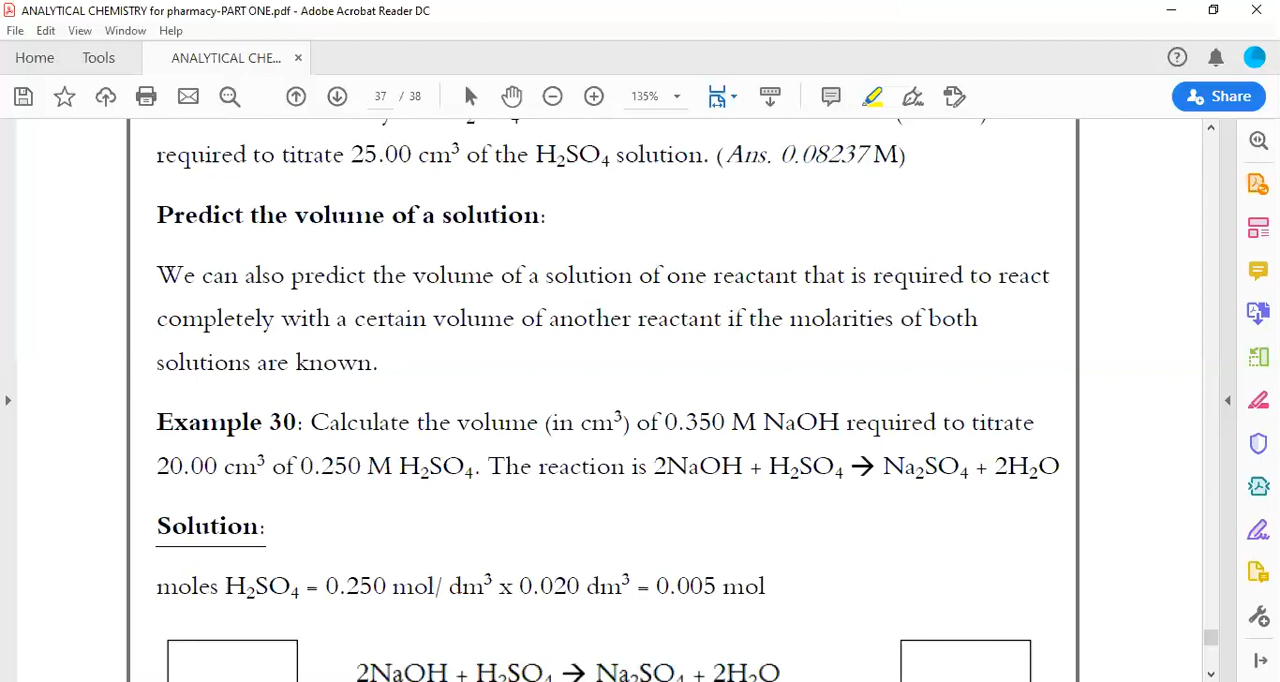 ANALYTICAL CHEMISTRY for pharmacy-PART ONE.pdf - Adobe Acrobat Reader DC
File Edit View Window Help
Home Tools ANALYTICAL CHE... ×
37 / 38 135% Share
required to titrate 25.00 cm³ of the H₂SO₄ solution. (Ans. 0.08237 M)
Predict the volume of a solution:
We can also predict the volume of a solution of one reactant that is required to react
completely with a certain volume of another reactant if the molarities of both
solutions are known.
Example 30: Calculate the volume (in cm³) of 0.350 M NaOH required to titrate
20.00 cm³ of 0.250 M H₂SO₄. The reaction is 2NaOH + H₂SO₄ → Na₂SO₄ + 2H₂O
Solution:
moles H₂SO₄ = 0.250 mol/ dm³ x 0.020 dm³ = 0.005 mol
2NaOH + H₂SO₄ → Na₂SO₄ + 2H₂O